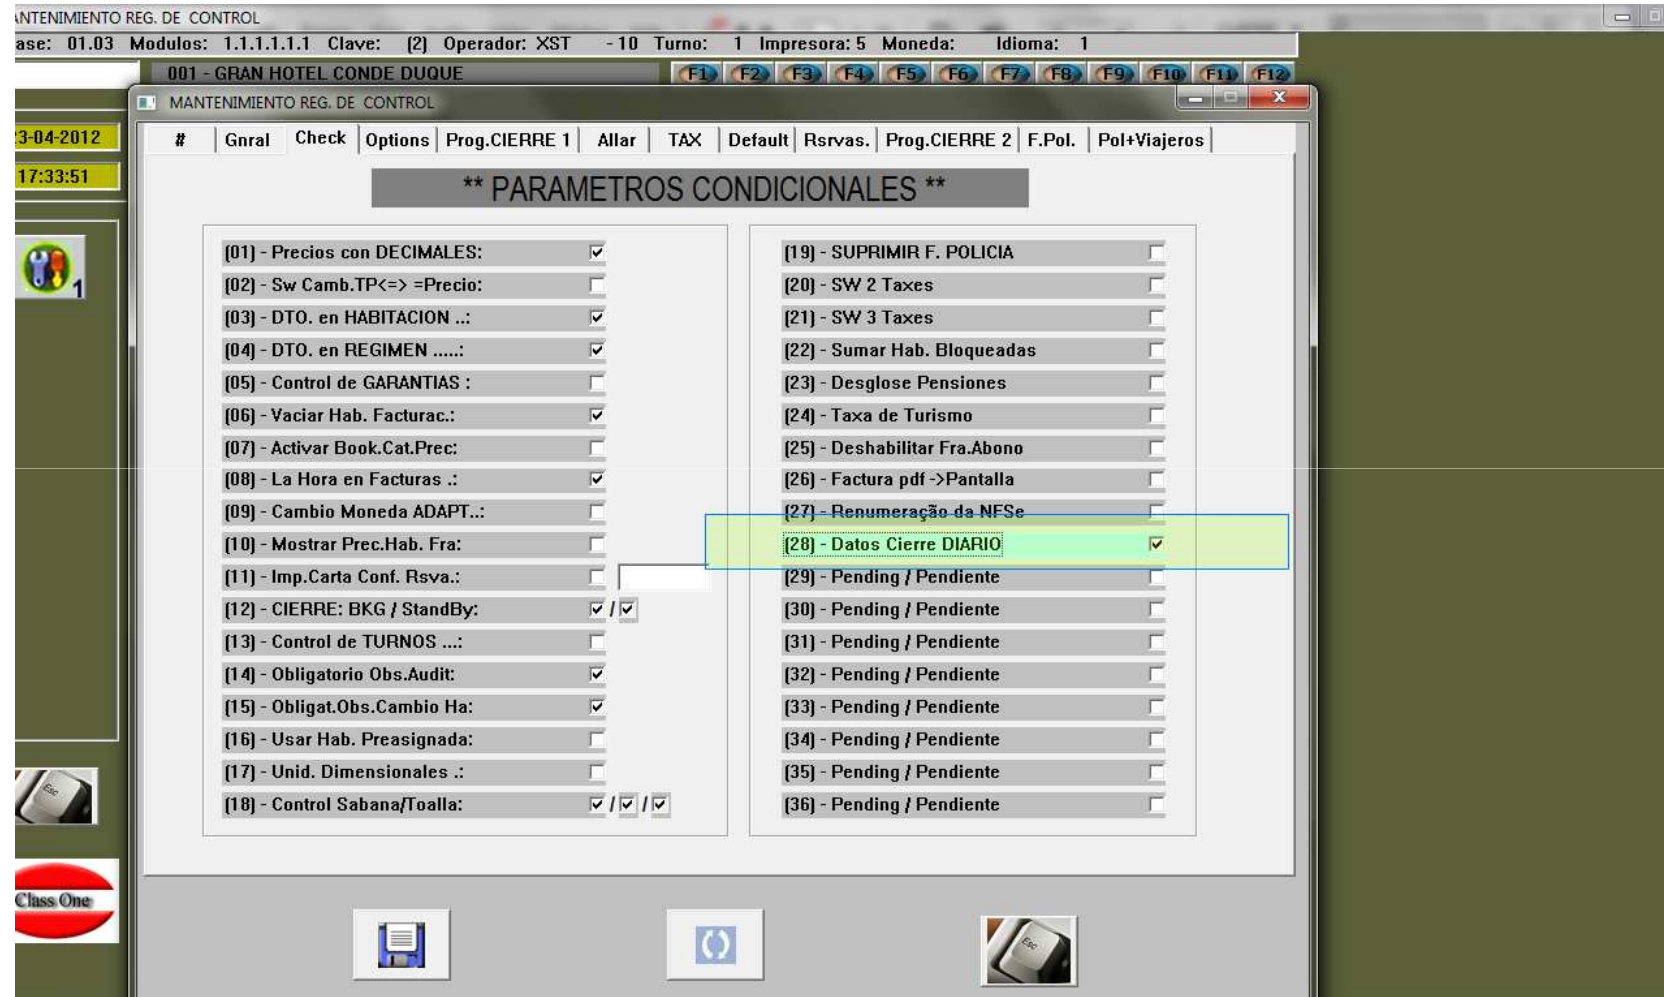 ANTENIMIENTO REG. DE CONTROL
ase: 01.03 Modulos: 1.1.1.1.1.1 Clave: (2) Operador: XST - 10 Turno: 1 Impresora: 5 Moneda: Idioma: 1
001 - GRAN HOTEL CONDE DUQUE F1 F2 F3 F4 F5 F6 F7 F8 F9 F10 F11 F12
MANTENIMIENTO REG. DE CONTROL
23-04-2012
17:33:51
# Gnral Check Options Prog.CIERRE 1 Allar TAX Default Rsrvas. Prog.CIERRE 2 F.Pol. Pol+Viajeros
** PARAMETROS CONDICIONALES **
(01) - Precios con DECIMALES:
(02) - Sw Camb.TP<=> =Precio:
(03) - DTO. en HABITACION ..:
(04) - DTO. en REGIMEN .....:
(05) - Control de GARANTIAS :
(06) - Vaciar Hab. Facturac.:
(07) - Activar Book.Cat.Prec:
(08) - La Hora en Facturas .:
(09) - Cambio Moneda ADAPT..:
(10) - Mostrar Prec.Hab. Fra:
(11) - Imp.Carta Conf. Rsva.:
(12) - CIERRE: BKG / StandBy: /
(13) - Control de TURNOS ...:
(14) - Obligatorio Obs.Audit:
(15) - Obligat.Obs.Cambio Ha:
(16) - Usar Hab. Preasignada:
(17) - Unid. Dimensionales .:
(18) - Control Sabana/Toalla: / /
(19) - SUPRIMIR F. POLICIA
(20) - SW 2 Taxes
(21) - SW 3 Taxes
(22) - Sumar Hab. Bloqueadas
(23) - Desglose Pensiones
(24) - Taxa de Turismo
(25) - Deshabilitar Fra.Abono
(26) - Factura pdf ->Pantalla
(27) - Renumeração da NFSe
(28) - Datos Cierre DIARIO
(29) - Pending / Pendiente
(30) - Pending / Pendiente
(31) - Pending / Pendiente
(32) - Pending / Pendiente
(33) - Pending / Pendiente
(34) - Pending / Pendiente
(35) - Pending / Pendiente
(36) - Pending / Pendiente
1
Esc
Class One
Esc